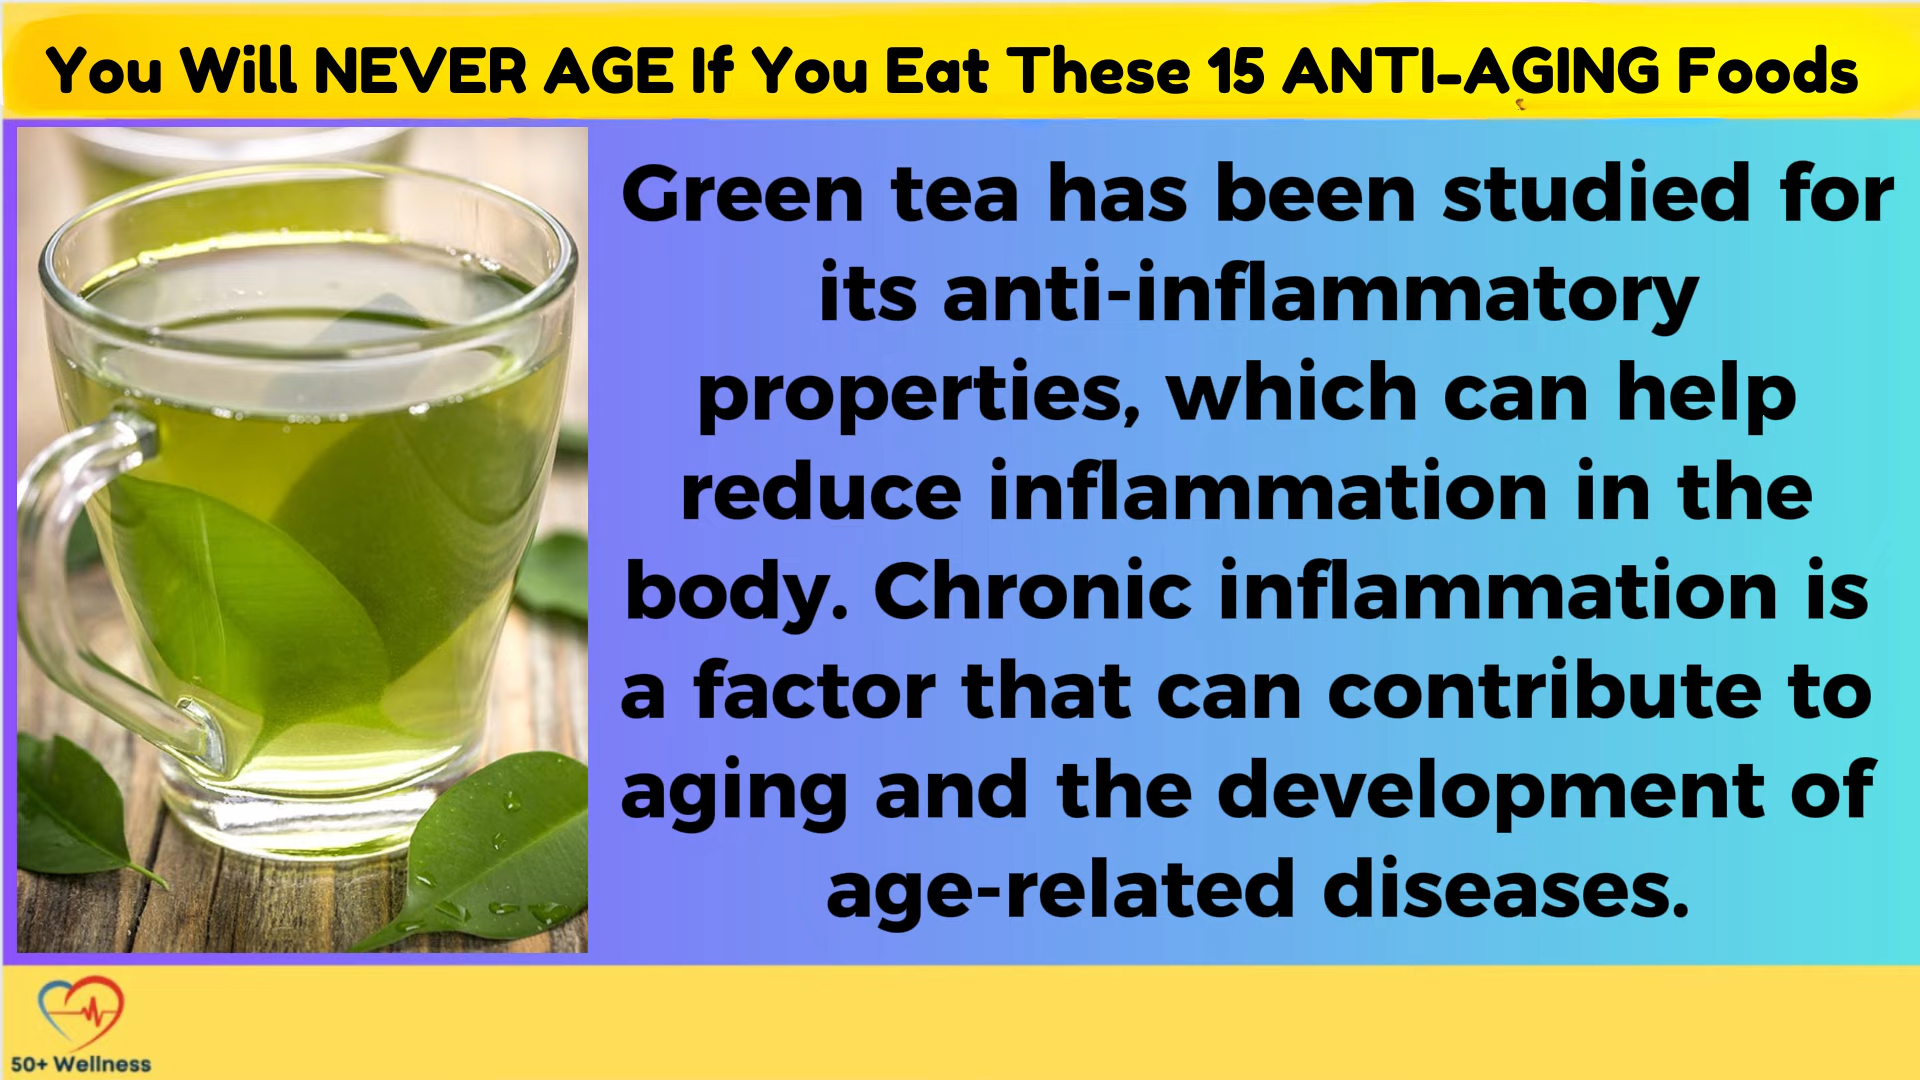 You Will NEVER AGE If You Eat These 15 ANTI-AGING Foods
Green tea has been studied for
its anti-inflammatory
properties, which can help
reduce inflammation in the
body. Chronic inflammation is
a factor that can contribute to
aging and the development of
age-related diseases.
50+ Wellness